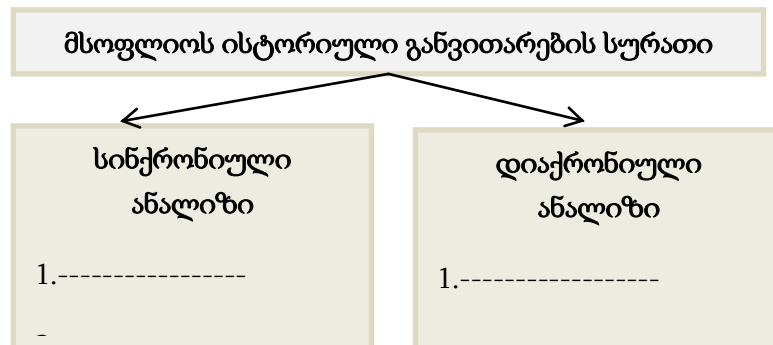 მსოფლიოს ისტორიული განვითარების სურათი
სინქრონიული
ანალიზი
1.-----------------
დიაქრონიული
ანალიზი
1.------------------